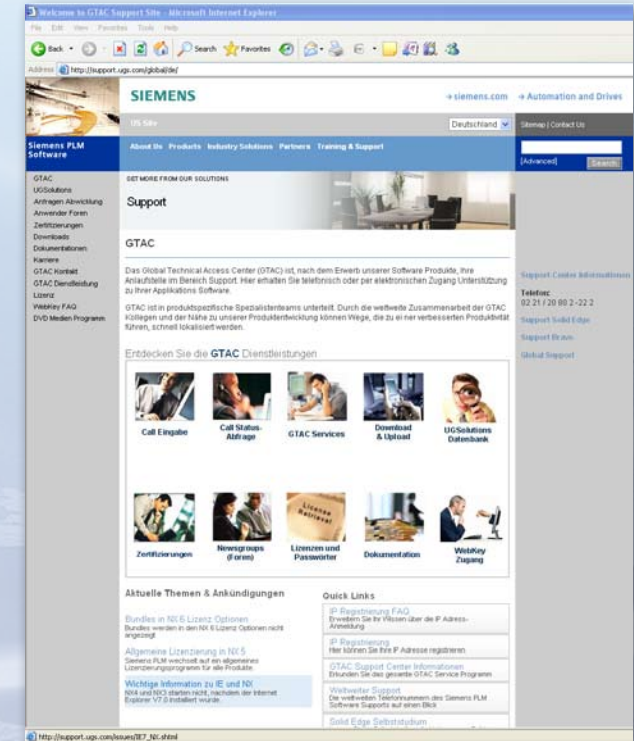 Welcome to GTAC Support Site - Microsoft Internet Explorer
File Edit View Favorites Tools Help
Back Search Favorites
Address http://support.ugs.com/global/de/
SIEMENS
→ siemens.com → Automation and Drives
US Site
Deutschland
Sitemap | Contact Us
Siemens PLM Software
About Us Products Industry Solutions Partners Training & Support
[Advanced] Search
GTAC
UGSolutions
Anfragen Abwicklung
Anwender Foren
Zertifizierungen
Downloads
Dokumentationen
Karriere
GTAC Kontakt
GTAC Dienstleistung
Lizenz
WebKey FAQ
DVD Medien Programm
GET MORE FROM OUR SOLUTIONS
Support
GTAC
Das Global Technical Access Center (GTAC) ist, nach dem Erwerb unserer Software Produkte, Ihre
Anlaufstelle im Bereich Support. Hier erhalten Sie telefonisch oder per elektronischen Zugang Unterstützung
zu Ihrer Applikations Software.
GTAC ist in produktspezifische Spezialistenteams unterteilt. Durch die weltweite Zusammenarbeit der GTAC
Kollegen und der Nähe zu unserer Produktentwicklung können Wege, die zu ei ner verbesserten Produktivität
führen, schnell lokalisiert werden.
Support Center Informationen
Telefon:
02 21 / 20 80 2 -22 2
Support Solid Edge
Support Bravo
Global Support
Entdecken Sie die GTAC Dienstleistungen
Call Eingabe
Call Status-Abfrage
GTAC Services
Download & Upload
UGSolutions Datenbank
License Retrieval
Zertifizierungen
Newsgroups (Foren)
Lizenzen und Passwörter
Dokumentation
WebKey Zugang
Aktuelle Themen & Ankündigungen
Bundles in NX 6 Lizenz Optionen
Bundles werden in den NX 6 Lizenz Optionen nicht
angezeigt
Allgemeine Lizenzierung in NX 5
Siemens PLM wechselt auf ein allgemeines
Lizenzierungsprogramm für alle Produkte.
Wichtige Information zu IE und NX
NX4 und NX3 starten nicht, nachdem der Internet
Explorer V7.0 installiert wurde.
Quick Links
IP Registrierung FAQ
Erweitern Sie Ihr Wissen über die IP Adress-
Anmeldung
IP Registrierung
Hier können Sie Ihre IP Adresse registrieren
GTAC Support Center Informationen
Erkunden Sie das gesamte GTAC Service Programm
Weltweiter Support
Die weltweiten Telefonnummern des Siemens PLM
Software Supports auf einen Blick
Solid Edge Selbststudium
http://support.ugs.com/issues/IE7_NX.shtml